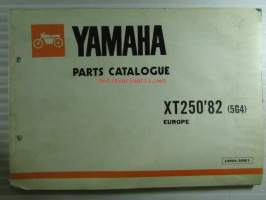 YAMAHA
PARTS CATALOGUE
XT250'82 (5G4)
EUROPE